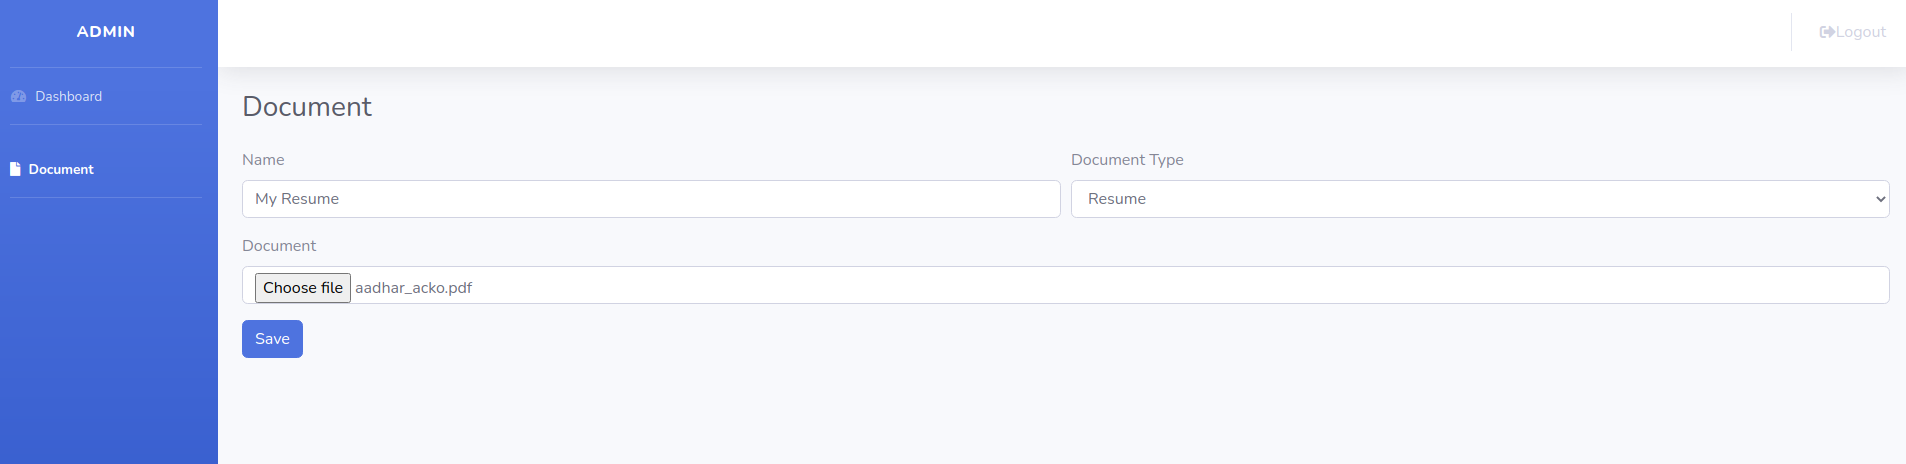 ADMIN
Logout
Dashboard
Document
Document
Name
Document Type
My Resume
Resume
Document
Choose file aadhar_acko.pdf
Save